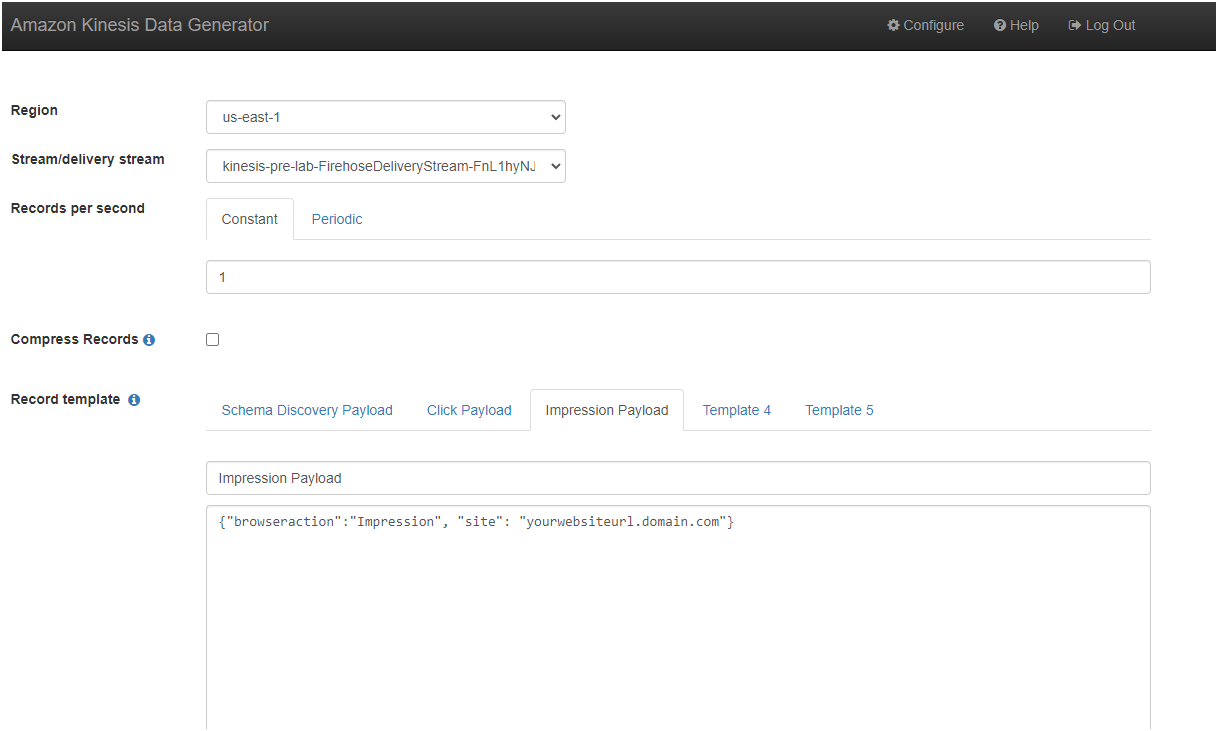 Amazon Kinesis Data Generator Configure Help Log Out
Region us-east-1
Stream/delivery stream kinesis-pre-lab-FirehoseDeliveryStream-FnL1hyNJ
Records per second Constant Periodic
1
Compress Records
Record template Schema Discovery Payload Click Payload Impression Payload Template 4 Template 5
Impression Payload
{"browseraction":"Impression", "site": "yourwebsiteurl.domain.com"}